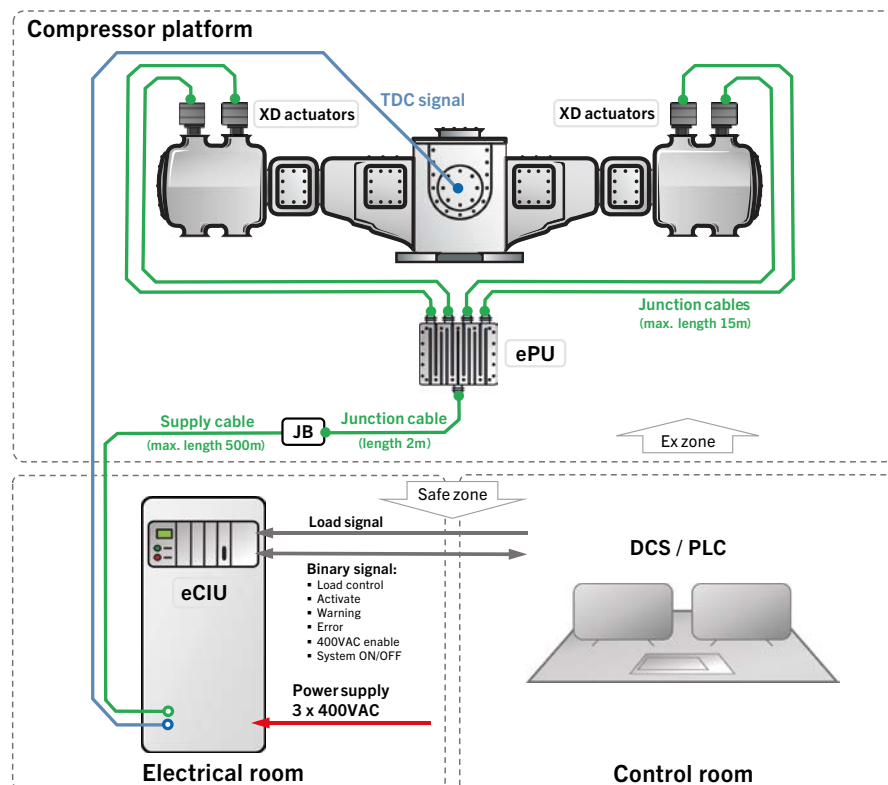 Compressor platform
TDC signal
XD actuators
XD actuators
Junction cables
(max. length 15m)
ePU
Supply cable
(max. length 500m)
JB
Junction cable
(length 2m)
Ex zone
Safe zone
Load signal
eCIU
Binary signal:
▪ Load control
▪ Activate
▪ Warning
▪ Error
▪ 400VAC enable
▪ System ON/OFF
DCS / PLC
Power supply
3 x 400VAC
Electrical room
Control room